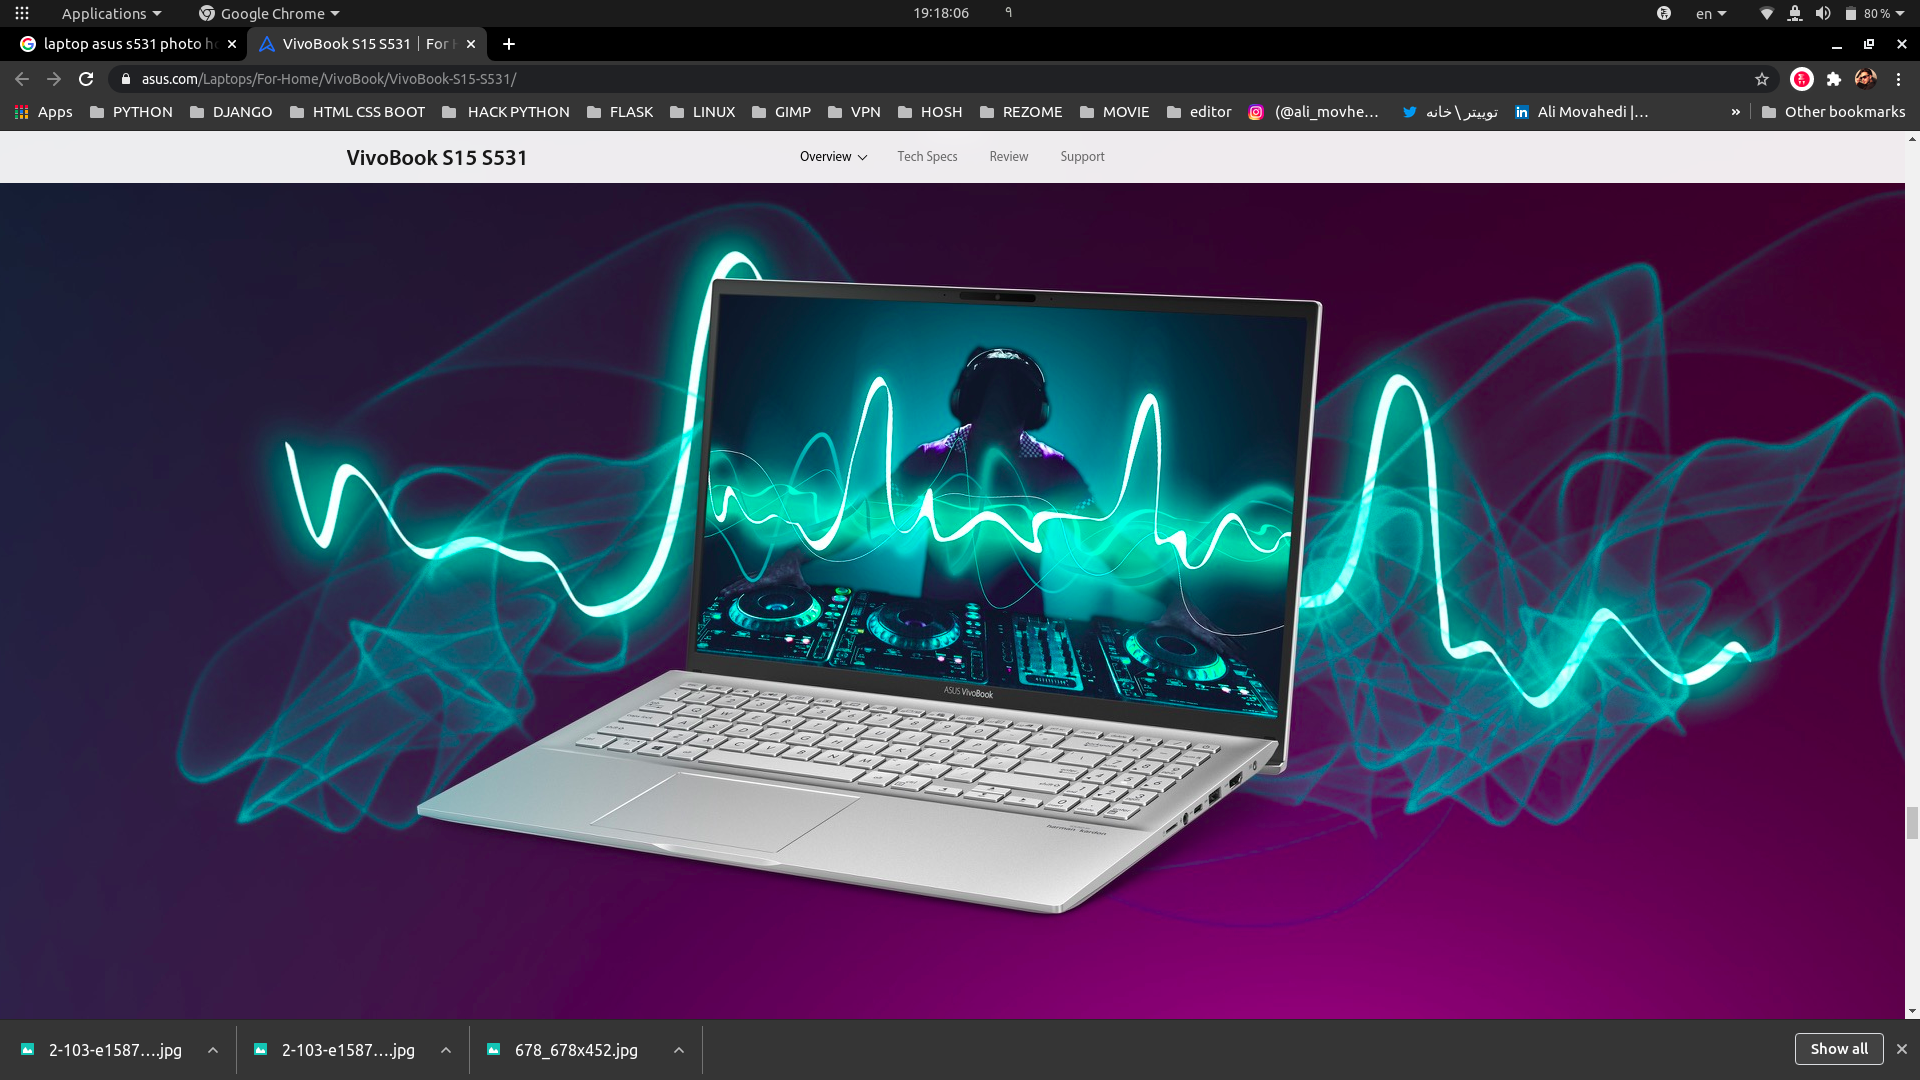 Applications
Google Chrome
19:18:06
۹
en
80 %
laptop asus s531 photo h
VivoBook S15 S531 | For
asus.com/Laptops/For-Home/VivoBook/VivoBook-S15-S531/
Apps
PYTHON
DJANGO
HTML CSS BOOT
HACK PYTHON
FLASK
LINUX
GIMP
VPN
HOSH
REZOME
MOVIE
editor
(@ali_movhe...
توییتر \ خانه
Ali Movahedi |...
»
Other bookmarks
VivoBook S15 S531
Overview
Tech Specs
Review
Support
ASUS VivoBook
harman kardon
2-103-e1587....jpg
2-103-e1587....jpg
678_678x452.jpg
Show all